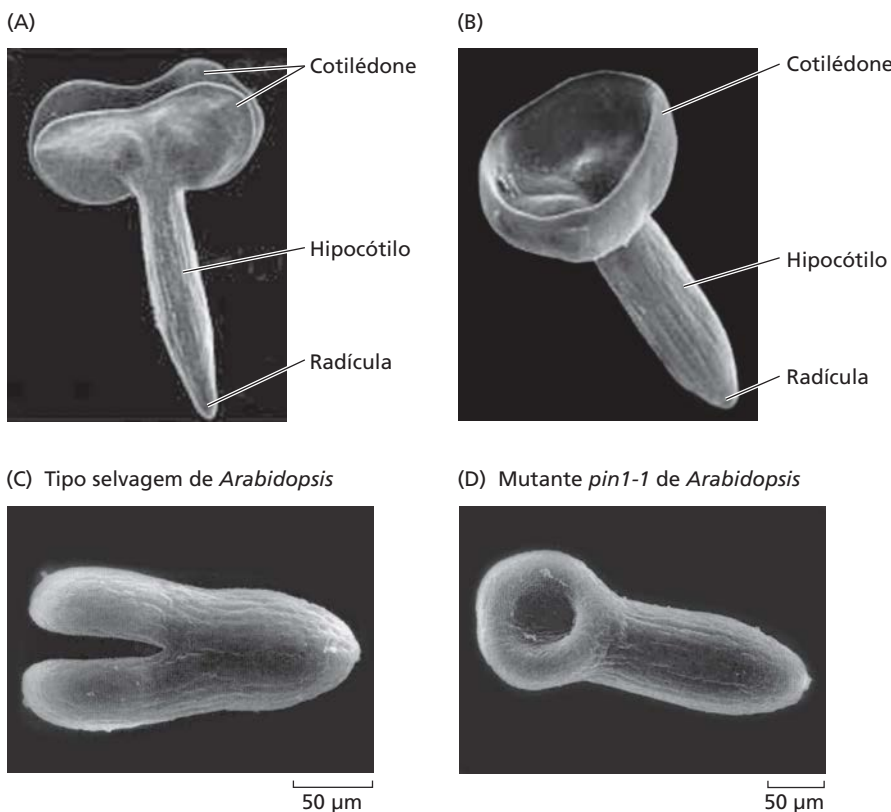 (A)
Cotilédone
Hipocótilo
Radícula
(B)
Cotilédone
Hipocótilo
Radícula
(C) Tipo selvagem de Arabidopsis
50 µm
(D) Mutante pin1-1 de Arabidopsis
50 µm